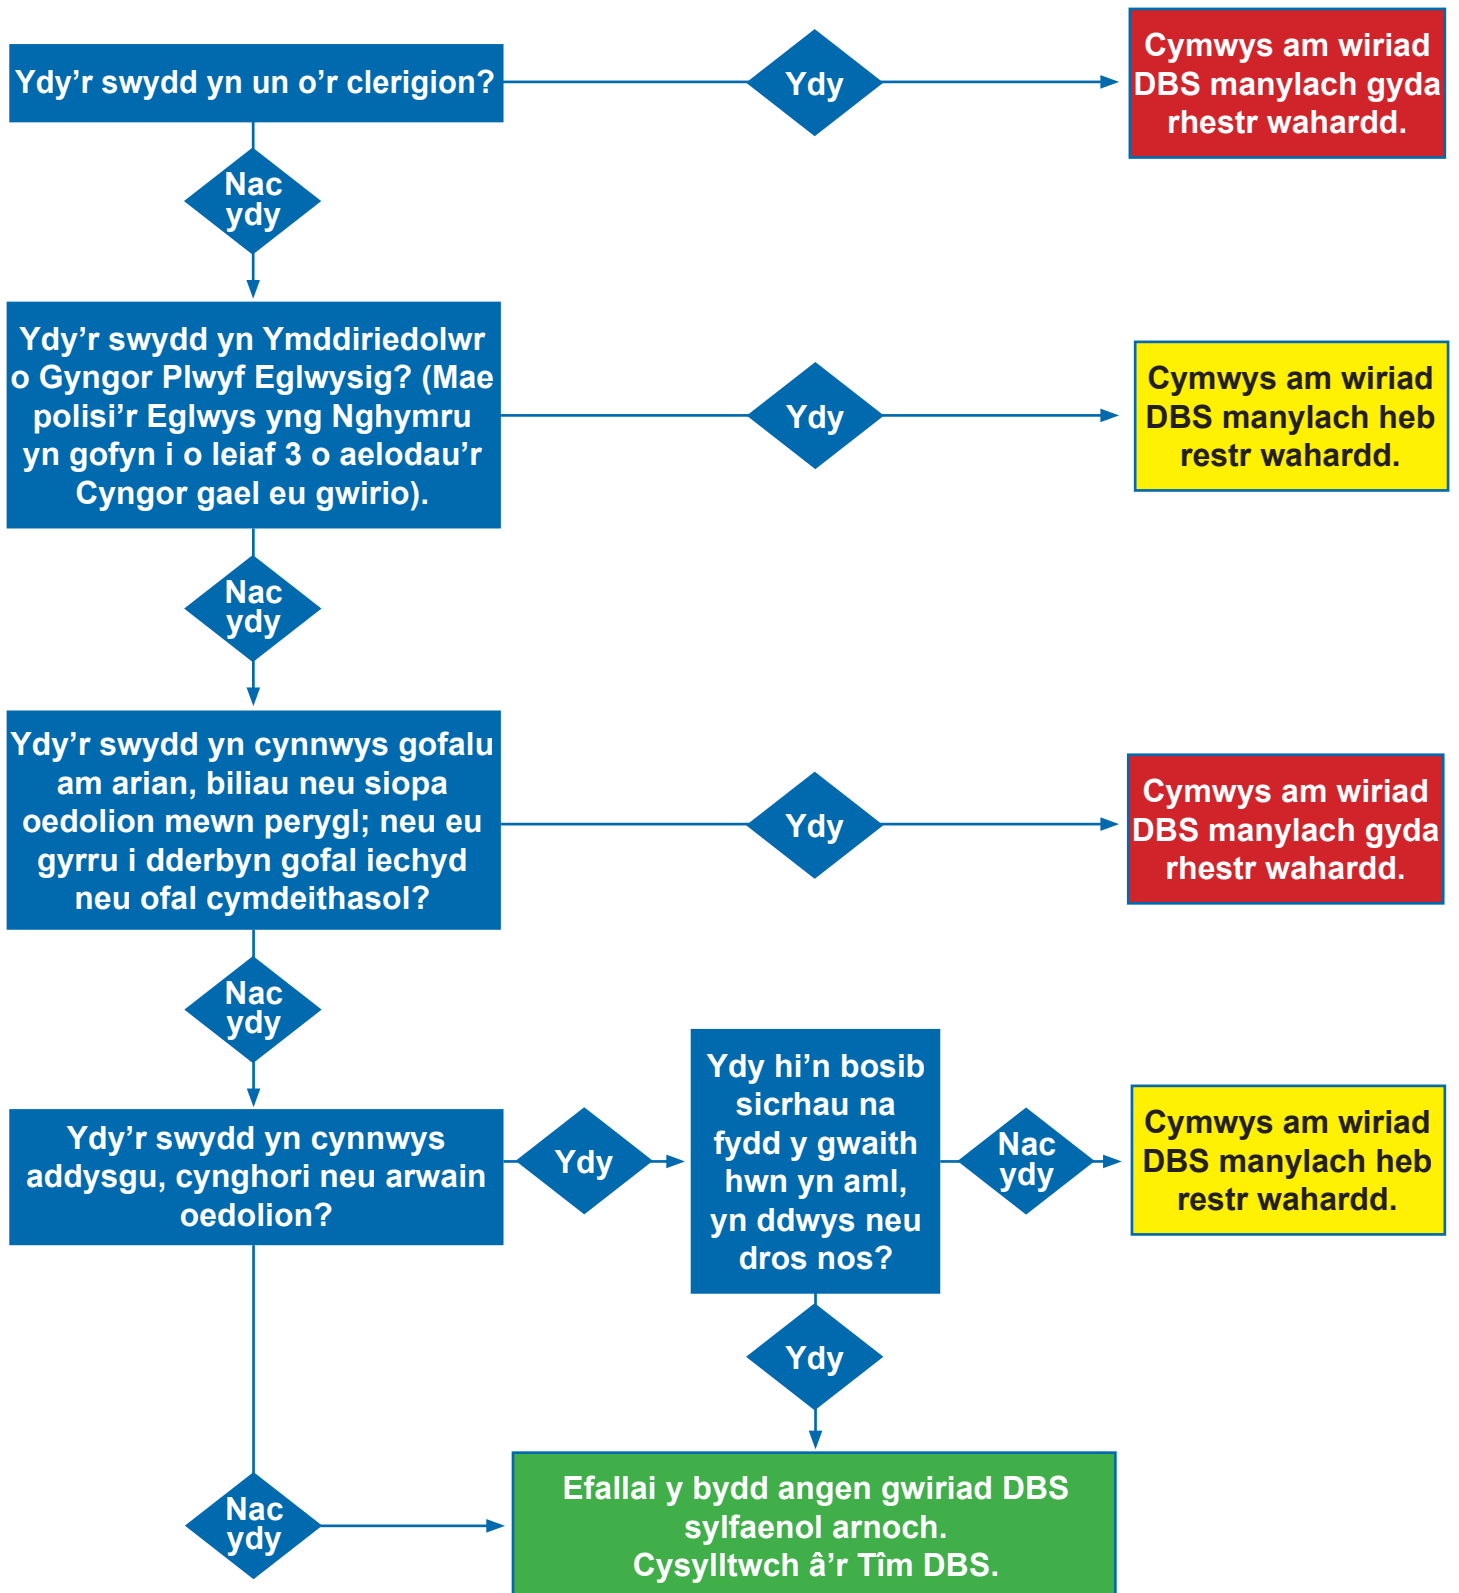 Ydy'r swydd yn un o'r clerigion?
Ydy
Cymwys am wiriad
DBS manylach gyda
rhestr wahardd.
Nac
ydy
Ydy'r swydd yn Ymddiriedolwr
o Gyngor Plwyf Eglwysig? (Mae
polisi'r Eglwys yng Nghymru
yn gofyn i o leiaf 3 o aelodau'r
Cyngor gael eu gwirio).
Ydy
Cymwys am wiriad
DBS manylach heb
restr wahardd.
Nac
ydy
Ydy'r swydd yn cynnwys gofalu
am arian, biliau neu siopa
oedolion mewn perygl; neu eu
gyrru i dderbyn gofal iechyd
neu ofal cymdeithasol?
Ydy
Cymwys am wiriad
DBS manylach gyda
rhestr wahardd.
Nac
ydy
Ydy'r swydd yn cynnwys
addysgu, cynghori neu arwain
oedolion?
Ydy
Ydy hi'n bosib
sicrhau na
fydd y gwaith
hwn yn aml,
yn ddwys neu
dros nos?
Nac
ydy
Cymwys am wiriad
DBS manylach heb
restr wahardd.
Ydy
Nac
ydy
Efallai y bydd angen gwiriad DBS
sylfaenol arnoch.
Cysylltwch â'r Tîm DBS.